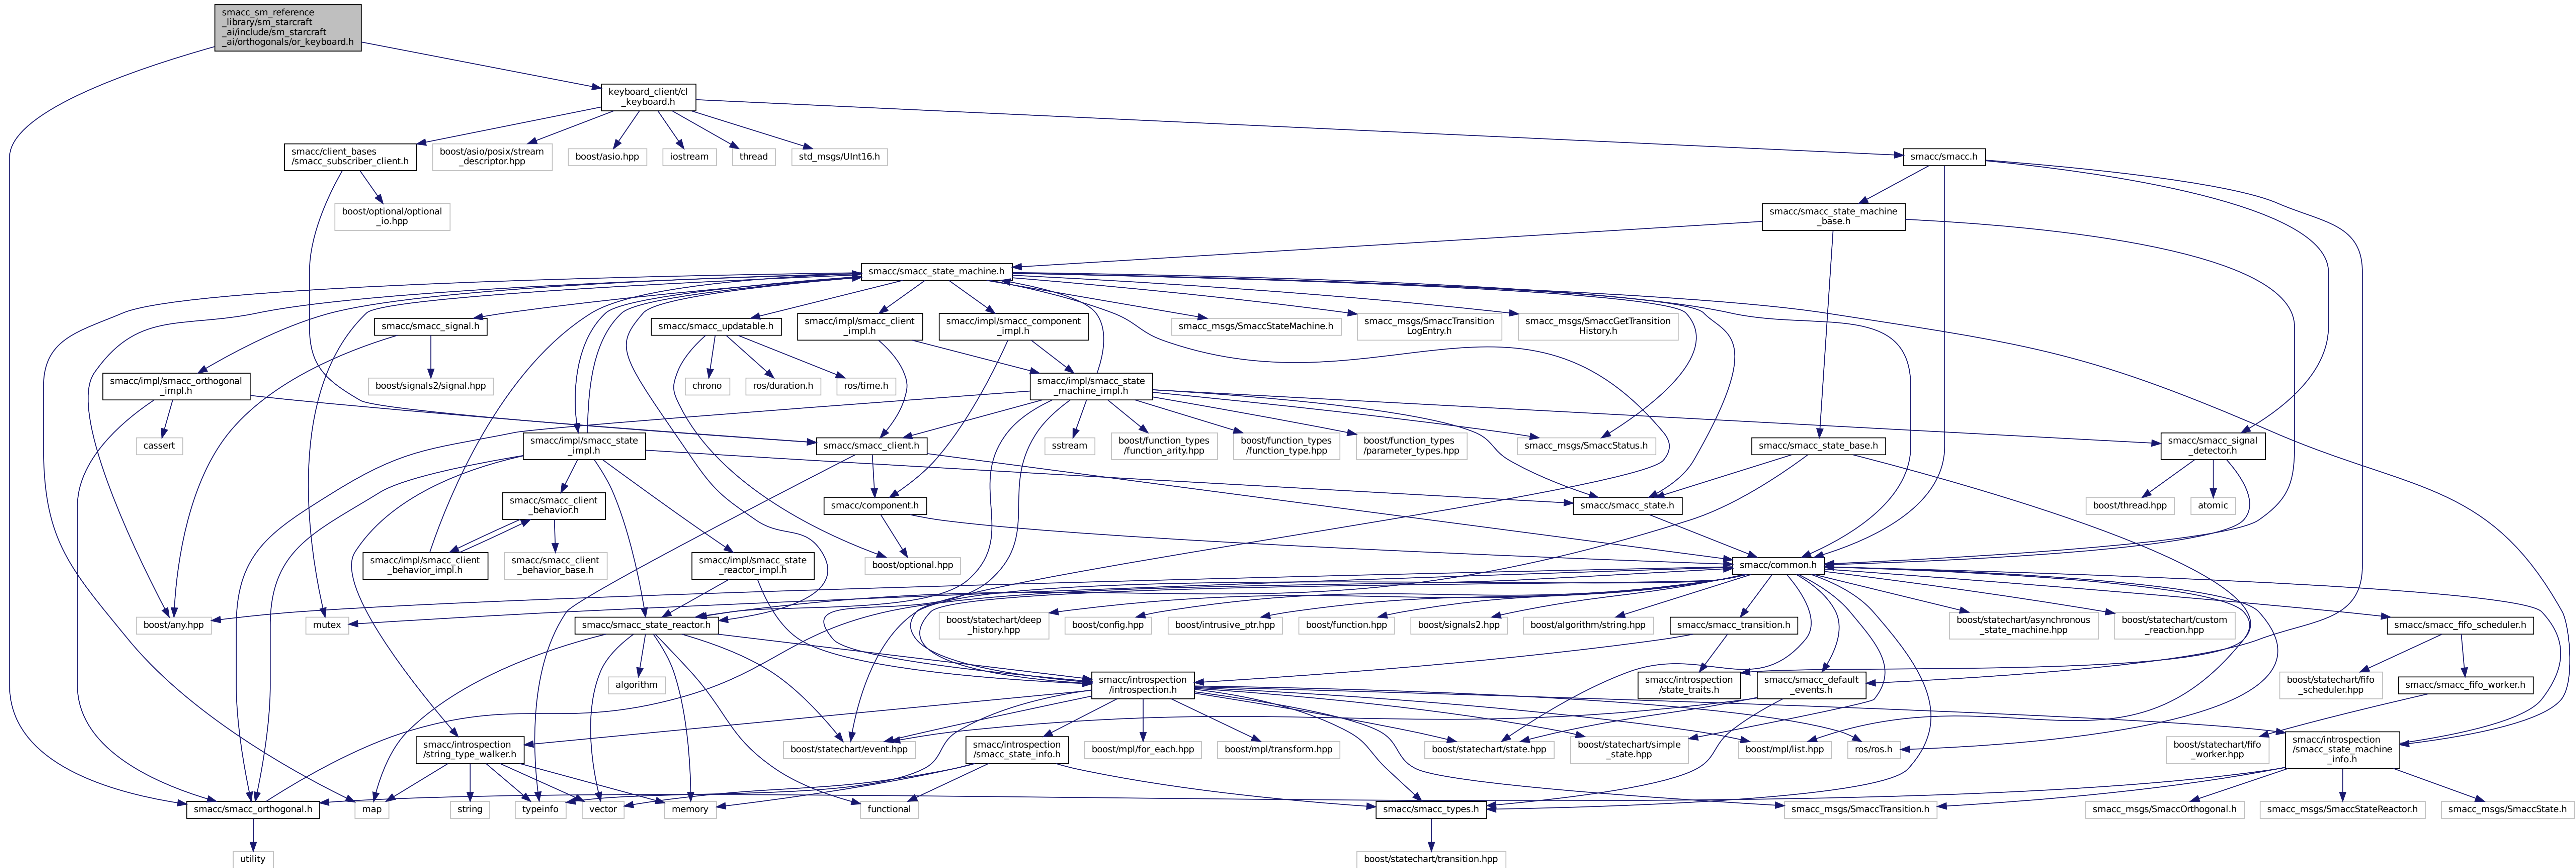 smacc_sm_reference
_library/sm_starcraft
_ai/include/sm_starcraft
_ai/orthogonals/or_keyboard.h
keyboard_client/cl
_keyboard.h
smacc/client_bases
/smacc_subscriber_client.h
boost/asio/posix/stream
_descriptor.hpp
boost/asio.hpp
iostream
thread
std_msgs/UInt16.h
smacc/smacc.h
boost/optional/optional
_io.hpp
smacc/smacc_state_machine
_base.h
smacc/smacc_state_machine.h
smacc/smacc_signal.h
smacc/smacc_updatable.h
smacc/impl/smacc_client
_impl.h
smacc/impl/smacc_component
_impl.h
smacc_msgs/SmaccStateMachine.h
smacc_msgs/SmaccTransition
LogEntry.h
smacc_msgs/SmaccGetTransition
History.h
smacc/impl/smacc_orthogonal
_impl.h
boost/signals2/signal.hpp
chrono
ros/duration.h
ros/time.h
smacc/impl/smacc_state
_machine_impl.h
cassert
smacc/impl/smacc_state
_impl.h
smacc/smacc_client.h
sstream
boost/function_types
/function_arity.hpp
boost/function_types
/function_type.hpp
boost/function_types
/parameter_types.hpp
smacc_msgs/SmaccStatus.h
smacc/smacc_state_base.h
smacc/smacc_signal
_detector.h
smacc/smacc_client
_behavior.h
smacc/component.h
smacc/smacc_state.h
boost/thread.hpp
atomic
smacc/impl/smacc_client
_behavior_impl.h
smacc/smacc_client
_behavior_base.h
smacc/impl/smacc_state
_reactor_impl.h
boost/optional.hpp
smacc/common.h
boost/any.hpp
mutex
smacc/smacc_state_reactor.h
boost/statechart/deep
_history.hpp
boost/config.hpp
boost/intrusive_ptr.hpp
boost/function.hpp
boost/signals2.hpp
boost/algorithm/string.hpp
smacc/smacc_transition.h
boost/statechart/asynchronous
_state_machine.hpp
boost/statechart/custom
_reaction.hpp
smacc/smacc_fifo_scheduler.h
algorithm
smacc/introspection
/introspection.h
smacc/introspection
/state_traits.h
smacc/smacc_default
_events.h
boost/statechart/fifo
_scheduler.hpp
smacc/smacc_fifo_worker.h
smacc/introspection
/string_type_walker.h
boost/statechart/event.hpp
smacc/introspection
/smacc_state_info.h
boost/mpl/for_each.hpp
boost/mpl/transform.hpp
boost/statechart/state.hpp
boost/statechart/simple
_state.hpp
boost/mpl/list.hpp
ros/ros.h
boost/statechart/fifo
_worker.hpp
smacc/introspection
/smacc_state_machine
_info.h
smacc/smacc_orthogonal.h
map
string
typeinfo
vector
memory
functional
smacc/smacc_types.h
smacc_msgs/SmaccTransition.h
smacc_msgs/SmaccOrthogonal.h
smacc_msgs/SmaccStateReactor.h
smacc_msgs/SmaccState.h
utility
boost/statechart/transition.hpp